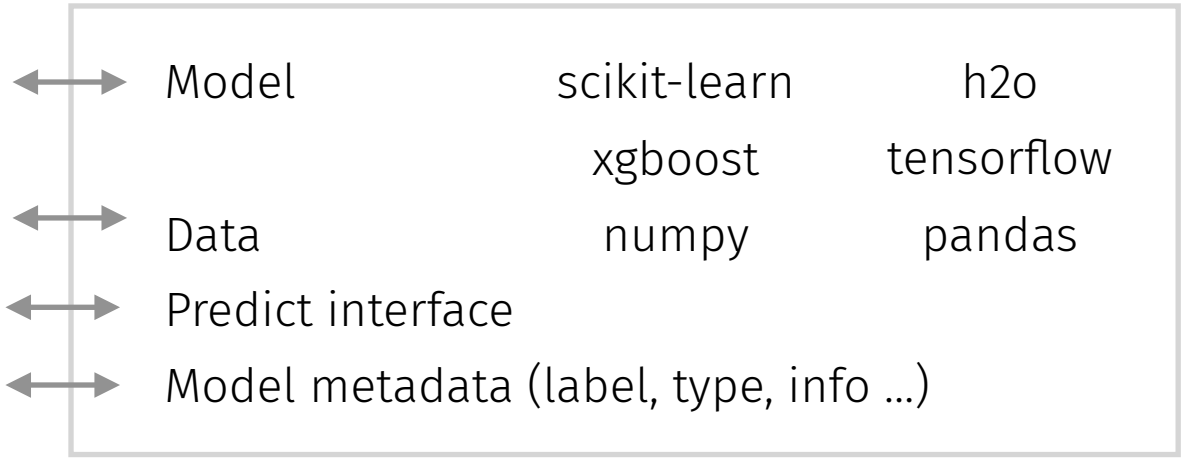 Model scikit-learn h2o
xgboost tensorflow
Data numpy pandas
Predict interface
Model metadata (label, type, info ...)